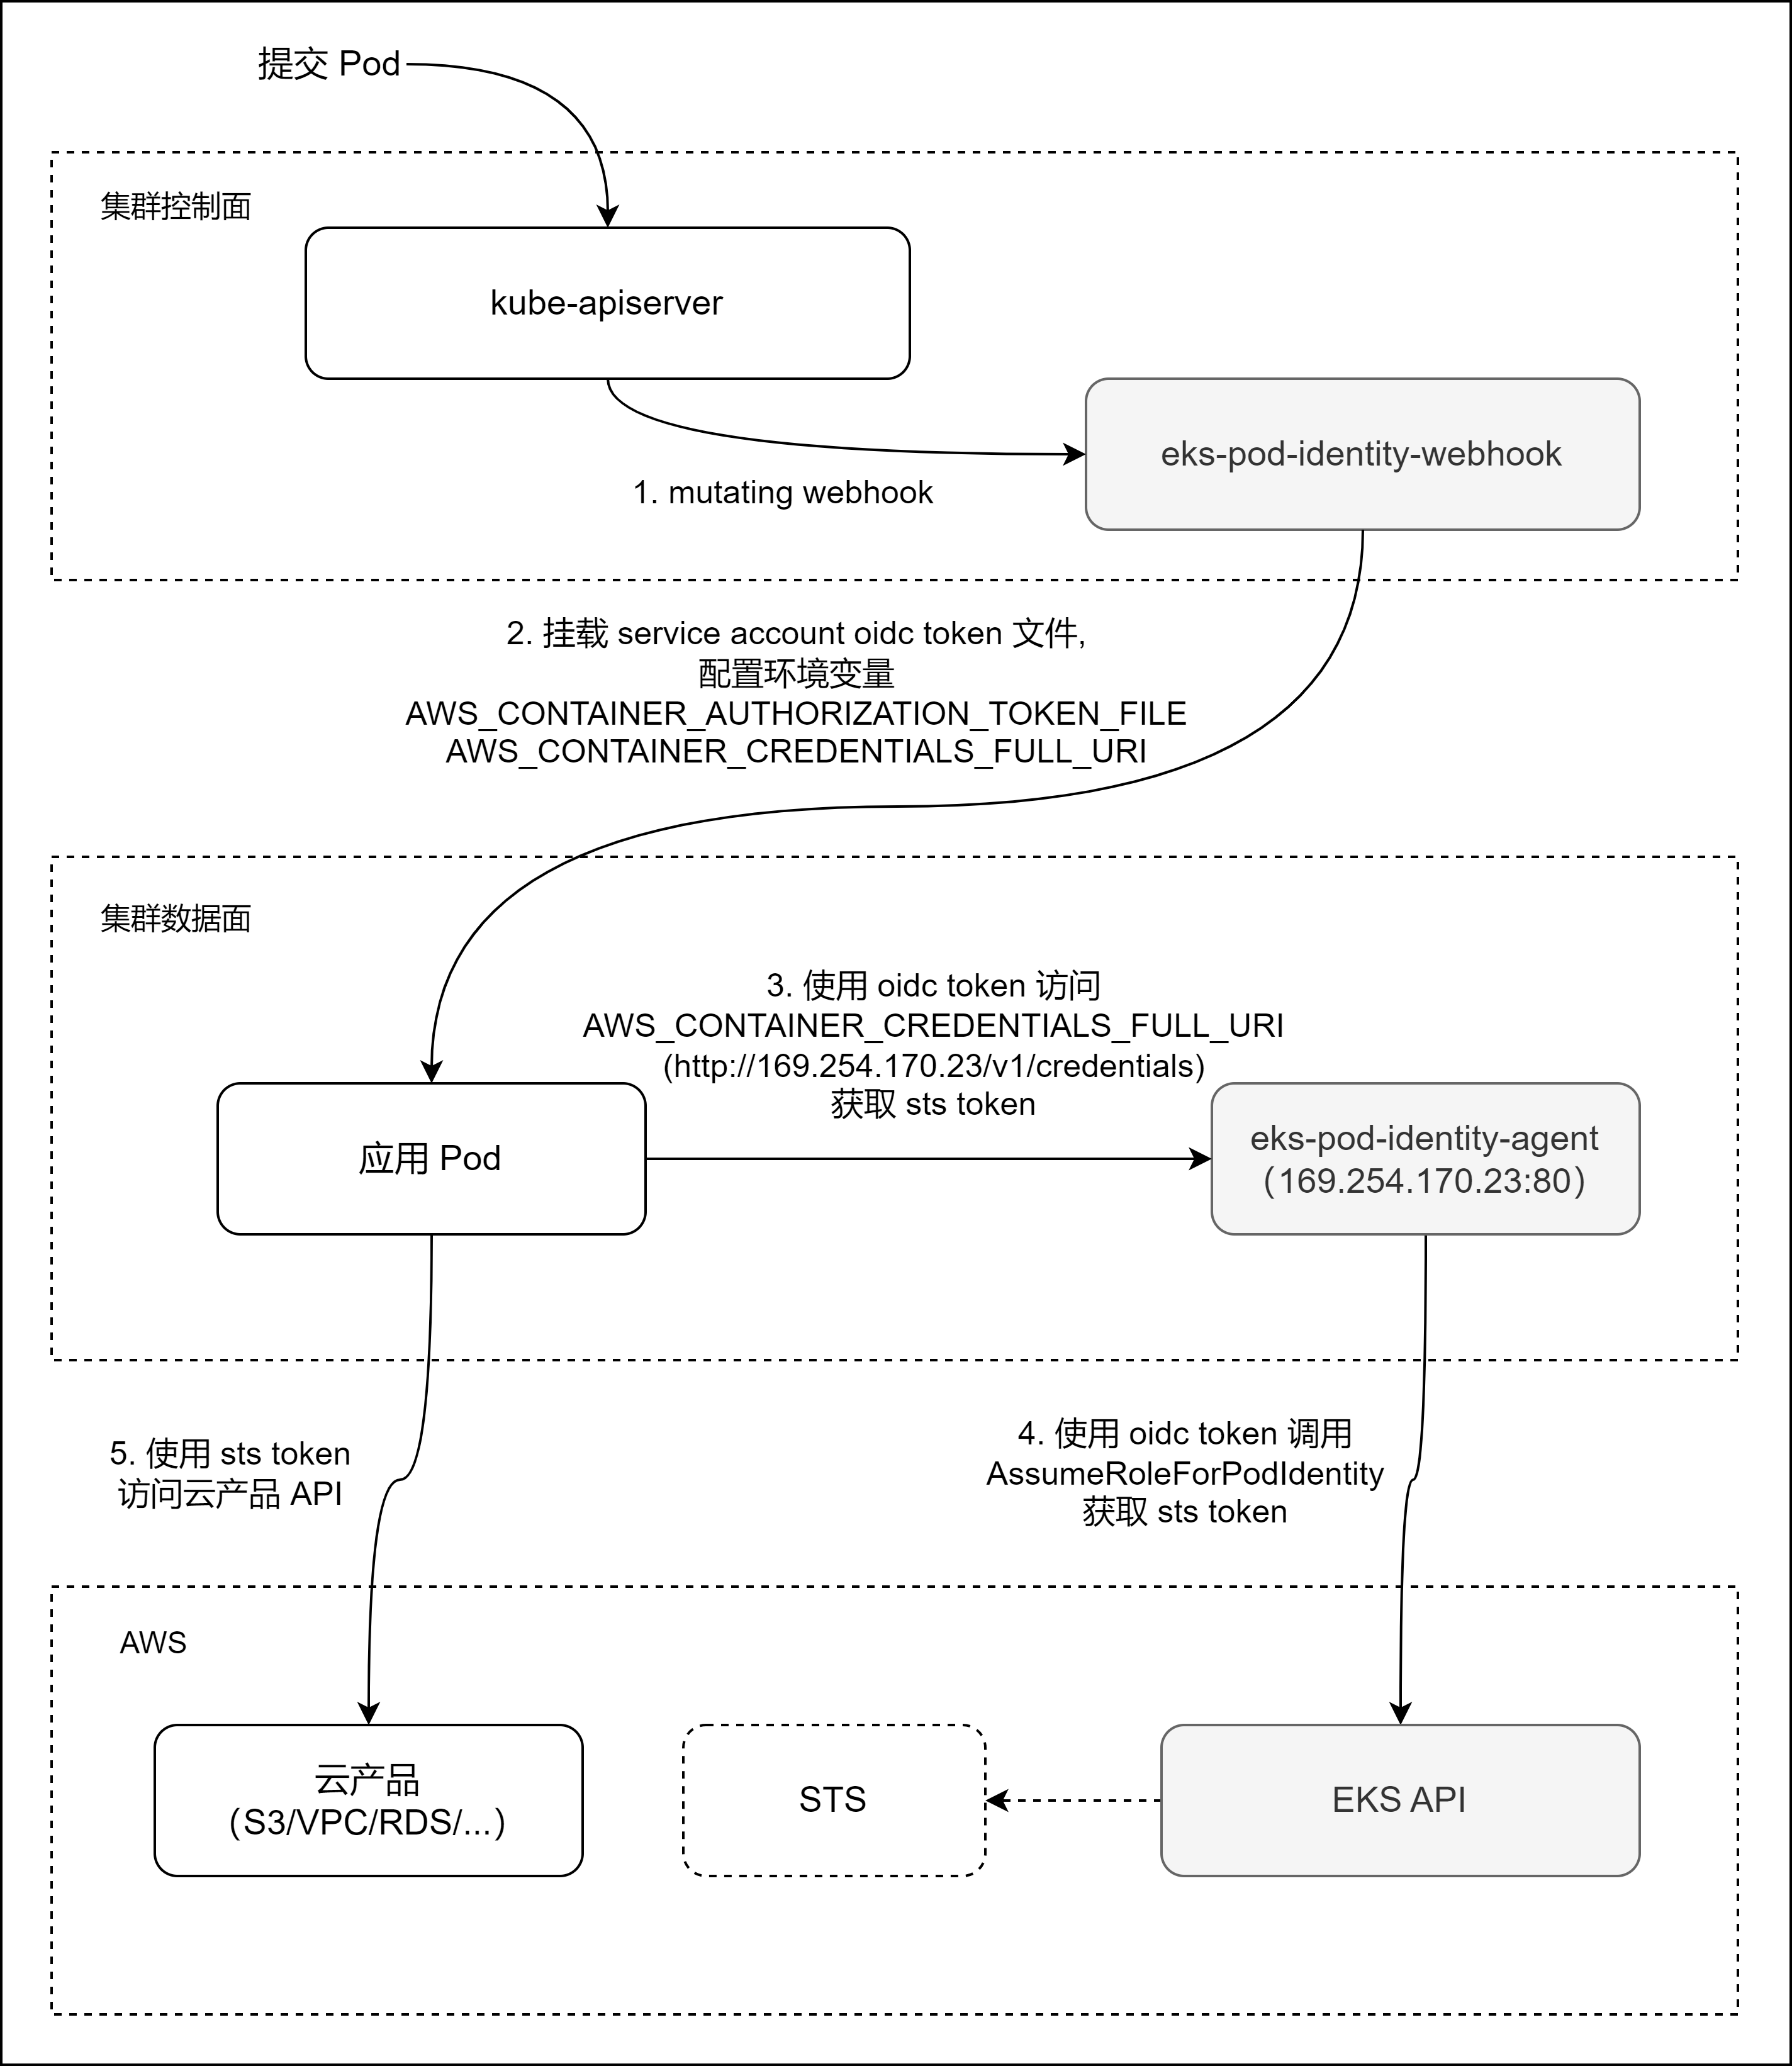 提交 Pod
集群控制面
kube-apiserver
eks-pod-identity-webhook
1. mutating webhook
2. 挂载 service account oidc token 文件,
配置环境变量
AWS_CONTAINER_AUTHORIZATION_TOKEN_FILE
AWS_CONTAINER_CREDENTIALS_FULL_URI
集群数据面
3. 使用 oidc token 访问
AWS_CONTAINER_CREDENTIALS_FULL_URI
(http://169.254.170.23/v1/credentials)
获取 sts token
应用 Pod
eks-pod-identity-agent
（169.254.170.23:80）
4. 使用 oidc token 调用
AssumeRoleForPodIdentity
获取 sts token
5. 使用 sts token
访问云产品 API
AWS
云产品
（S3/VPC/RDS/...）
STS
EKS API